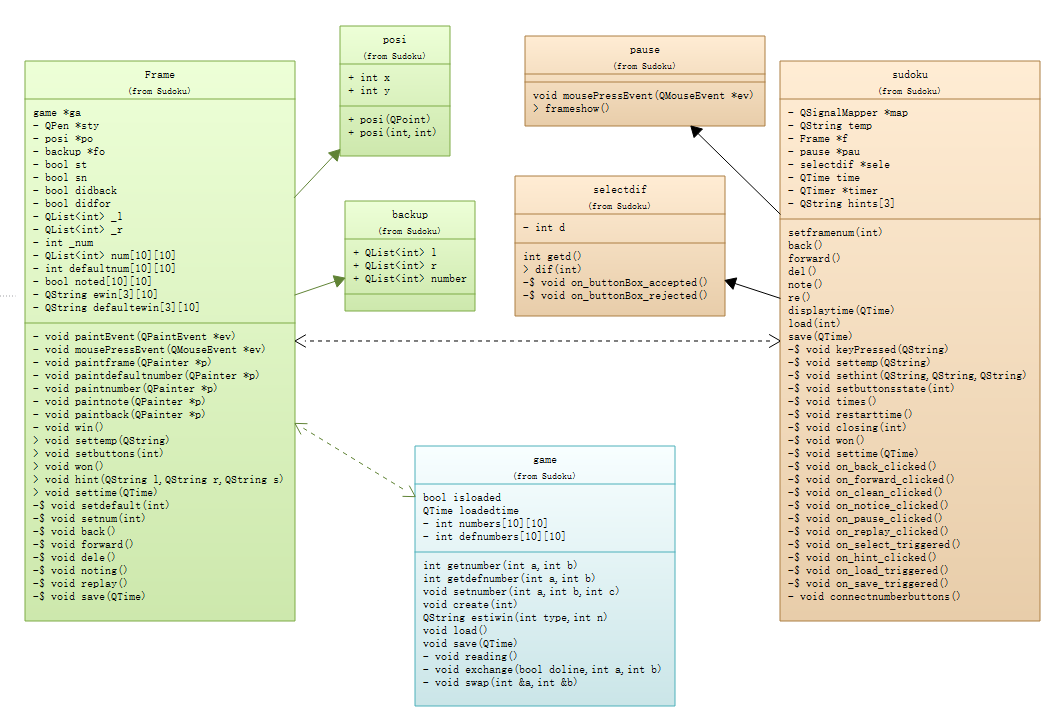 Frame
(from Sudoku)
game *ga
- QPen *sty
- posi *po
- backup *fo
- bool st
- bool sn
- bool didback
- bool didfor
- QList<int> _l
- QList<int> _r
- int _num
- QList<int> num[10][10]
- int defaultnum[10][10]
- bool noted[10][10]
- QString ewin[3][10]
- QString defaultewin[3][10]
- void paintEvent(QPaintEvent *ev)
- void mousePressEvent(QMouseEvent *ev)
- void paintframe(QPainter *p)
- void paintdefaultnumber(QPainter *p)
- void paintnumber(QPainter *p)
- void paintnote(QPainter *p)
- void paintback(QPainter *p)
- void win()
> void settemp(QString)
> void setbuttons(int)
> void won()
> void hint(QString l,QString r,QString s)
> void settime(QTime)
-$ void setdefault(int)
-$ void setnum(int)
-$ void back()
-$ void forward()
-$ void dele()
-$ void noting()
-$ void replay()
-$ void save(QTime)
posi
(from Sudoku)
+ int x
+ int y
+ posi(QPoint)
+ posi(int,int)
backup
(from Sudoku)
+ QList<int> l
+ QList<int> r
+ QList<int> number
pause
(from Sudoku)
void mousePressEvent(QMouseEvent *ev)
> frameshow()
selectdif
(from Sudoku)
- int d
int getd()
> dif(int)
-$ void on_buttonBox_accepted()
-$ void on_buttonBox_rejected()
game
(from Sudoku)
bool isloaded
QTime loadedtime
- int numbers[10][10]
- int defnumbers[10][10]
int getnumber(int a,int b)
int getdefnumber(int a,int b)
void setnumber(int a,int b,int c)
void create(int)
QString estiwin(int type,int n)
void load()
void save(QTime)
- void reading()
- void exchange(bool doline,int a,int b)
- void swap(int &a,int &b)
sudoku
(from Sudoku)
- QSignalMapper *map
- QString temp
- Frame *f
- pause *pau
- selectdif *sele
- QTime time
- QTimer *timer
- QString hints[3]
setframenum(int)
back()
forward()
del()
note()
re()
displaytime(QTime)
load(int)
save(QTime)
-$ void keyPressed(QString)
-$ void settemp(QString)
-$ void sethint(QString,QString,QString)
-$ void setbuttonsstate(int)
-$ void times()
-$ void restarttime()
-$ void closing(int)
-$ void won()
-$ void settime(QTime)
-$ void on_back_clicked()
-$ void on_forward_clicked()
-$ void on_clean_clicked()
-$ void on_notice_clicked()
-$ void on_pause_clicked()
-$ void on_replay_clicked()
-$ void on_select_triggered()
-$ void on_hint_clicked()
-$ void on_load_triggered()
-$ void on_save_triggered()
- void connectnumberbuttons()